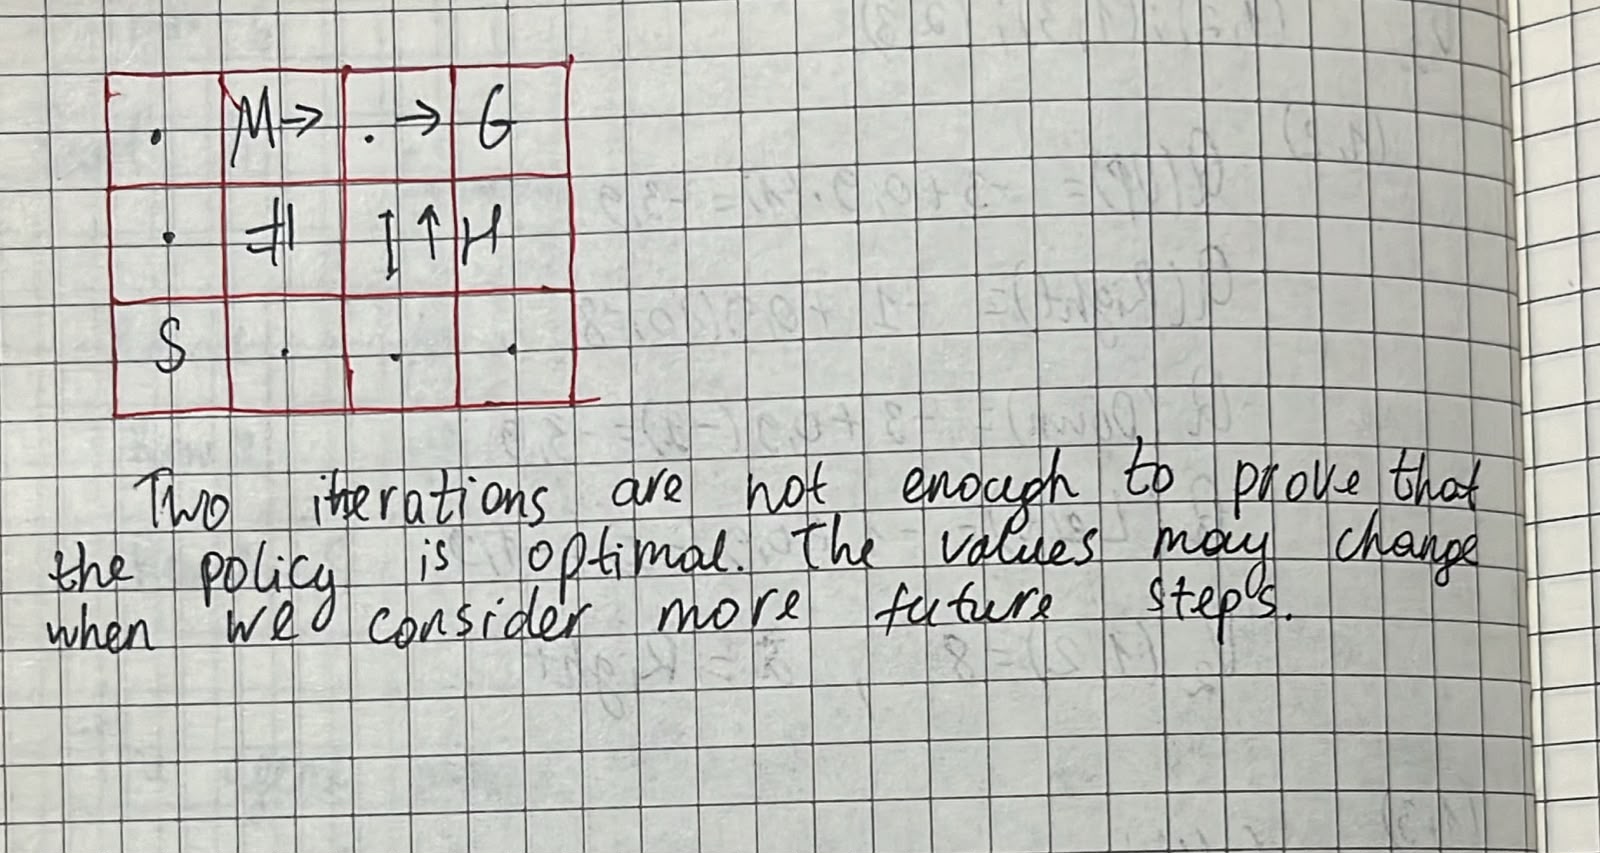 . M→ . → G
. # I ↑ H
S . . .
Two iterations are not enough to prove that
the policy is optimal. The values may change
when we consider more future steps.